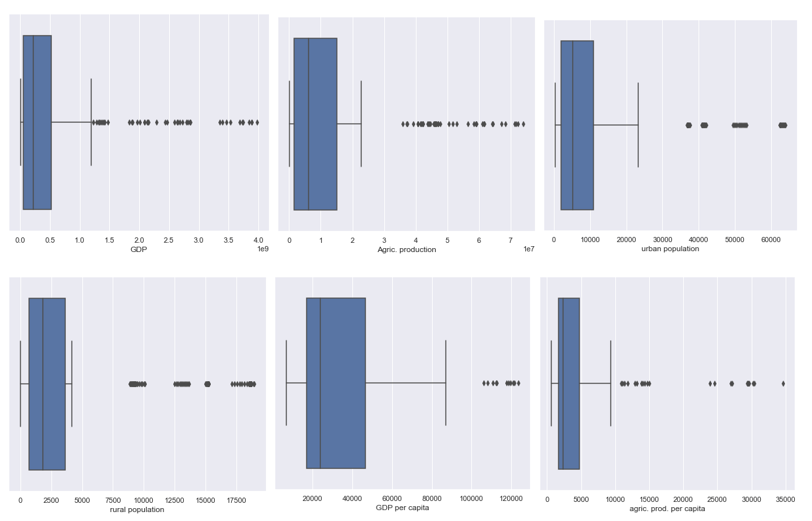 0.0 0.5 1.0 1.5 2.0 2.5 3.0 3.5 4.0
1e9
GDP
0 1 2 3 4 5 6 7
1e7
Agric. production
0 10000 20000 30000 40000 50000 60000
urban population
0 2500 5000 7500 10000 12500 15000 17500
rural population
20000 40000 60000 80000 100000 120000
GDP per capita
0 5000 10000 15000 20000 25000 30000 35000
agric. prod. per capita